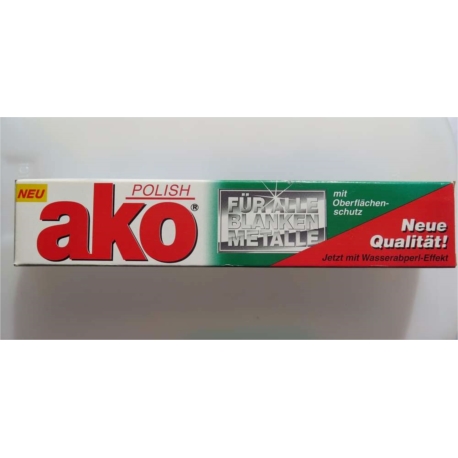 NEU
POLISH
ako®
FÜR ALLE
BLANKEN
METALLE
mit
Oberflächen-
schutz
Neue
Qualität!
Jetzt mit Wasserabperl-Effekt